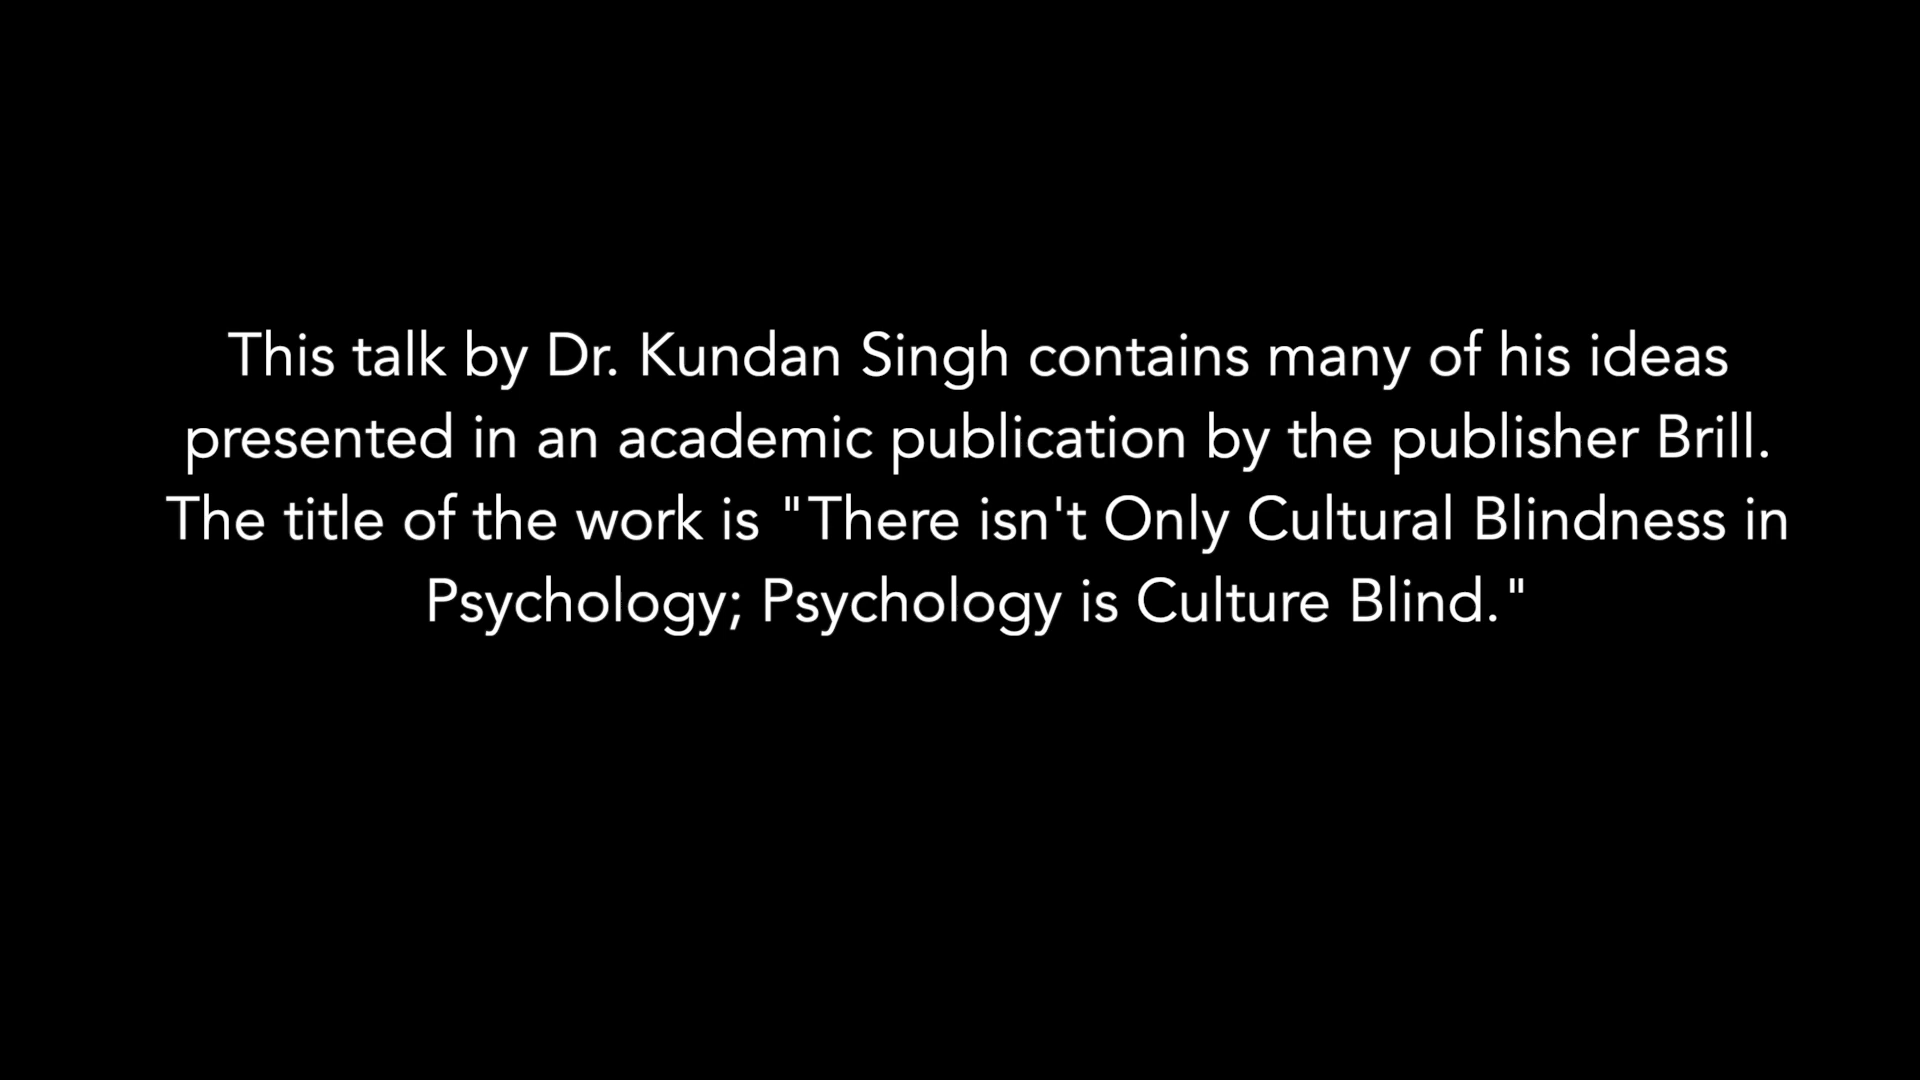 This talk by Dr. Kundan Singh contains many of his ideas
presented in an academic publication by the publisher Brill.
The title of the work is "There isn't Only Cultural Blindness in
Psychology; Psychology is Culture Blind."